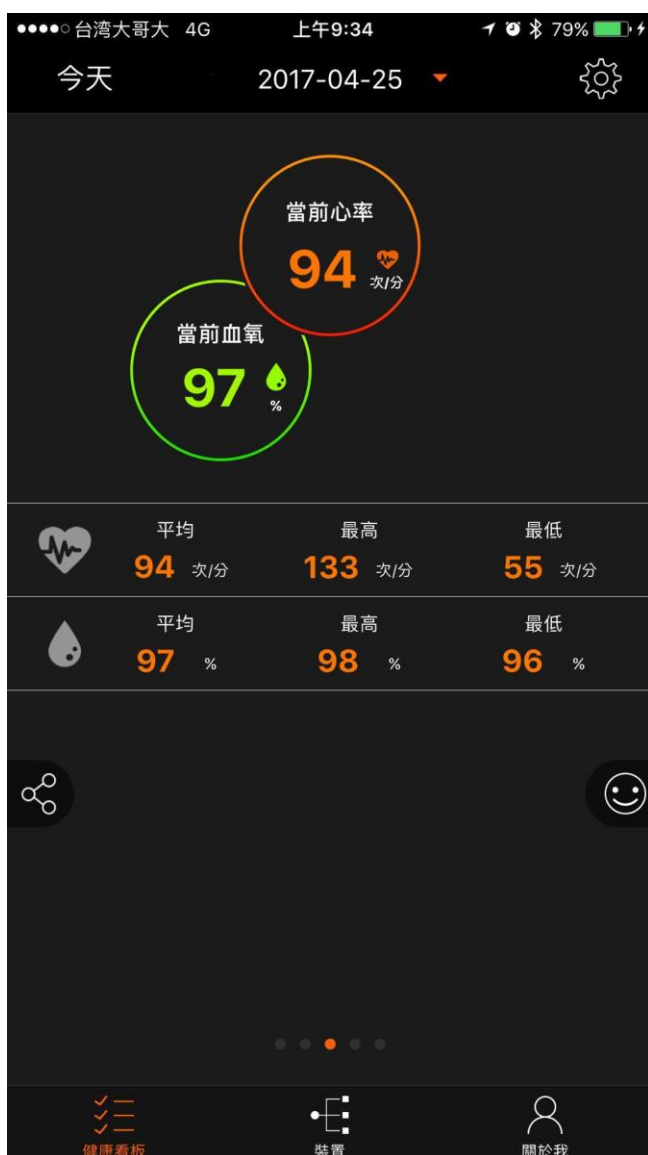 台湾大哥大 4G 上午9:34 79%
今天 2017-04-25
當前心率
94 次/分
當前血氧
97 %
平均 最高 最低
94 次/分 133 次/分 55 次/分
平均 最高 最低
97 % 98 % 96 %
健康看板 裝置 關於我